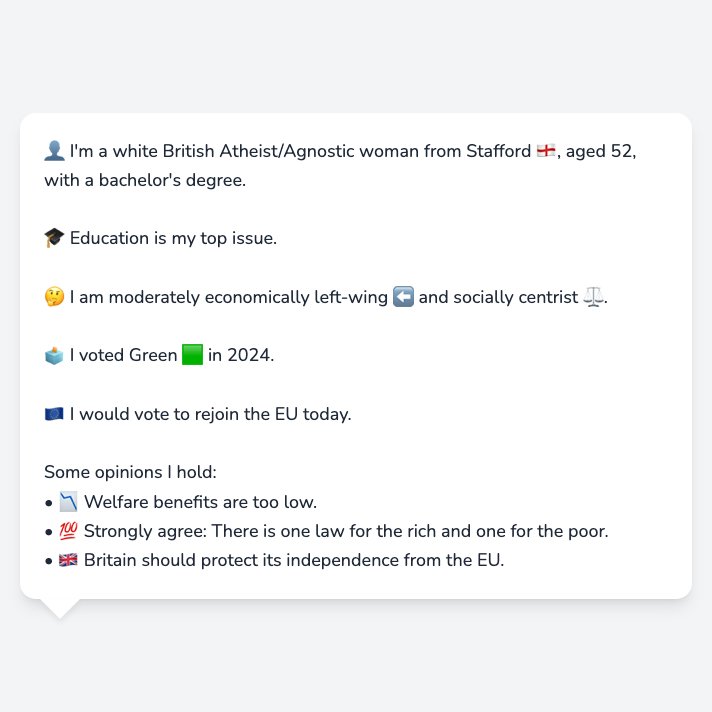 👤 I'm a white British Atheist/Agnostic woman from Stafford 🏴󠁧󠁢󠁥󠁮󠁧󠁿, aged 52,
with a bachelor's degree.
🎓 Education is my top issue.
🤔 I am moderately economically left-wing ⬅️ and socially centrist ⚖️.
🗳️ I voted Green 🟩 in 2024.
🇪🇺 I would vote to rejoin the EU today.
Some opinions I hold:
• 📉 Welfare benefits are too low.
• 💯 Strongly agree: There is one law for the rich and one for the poor.
• 🇬🇧 Britain should protect its independence from the EU.